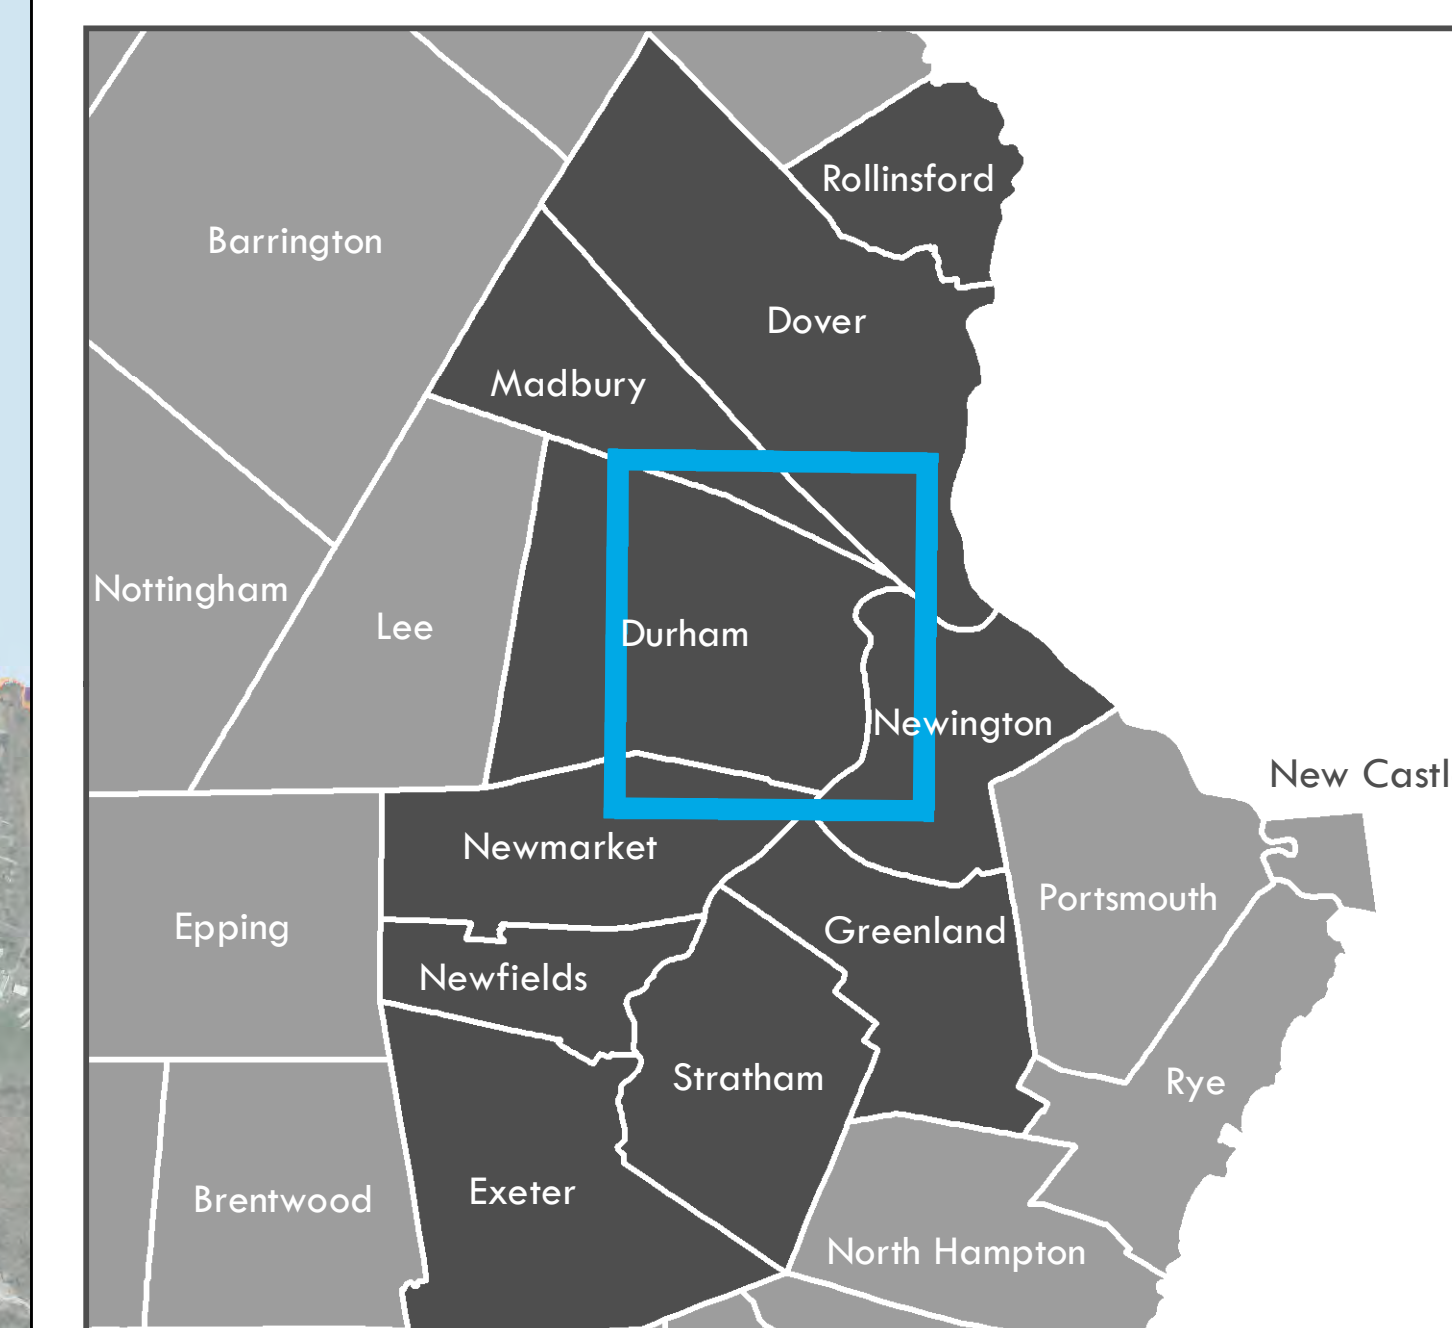 Rollinsford
Barrington
Dover
Madbury
Nottingham
Lee
Durham
Newington
New Castl
Newmarket
Portsmouth
Epping
Greenland
Newfields
Stratham
Rye
Exeter
Brentwood
North Hampton